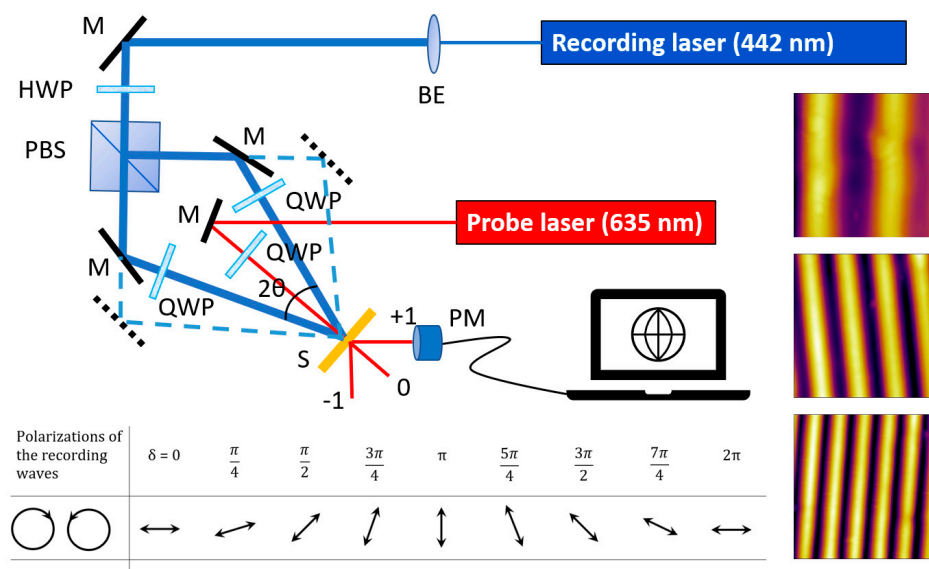 M
Recording laser (442 nm)
BE
HWP
PBS
M
QWP
M
Probe laser (635 nm)
QWP
M
2θ
QWP
+1
PM
S
0
-1
Polarizations of
the recording
waves
δ = 0
π/4
π/2
3π/4
π
5π/4
3π/2
7π/4
2π